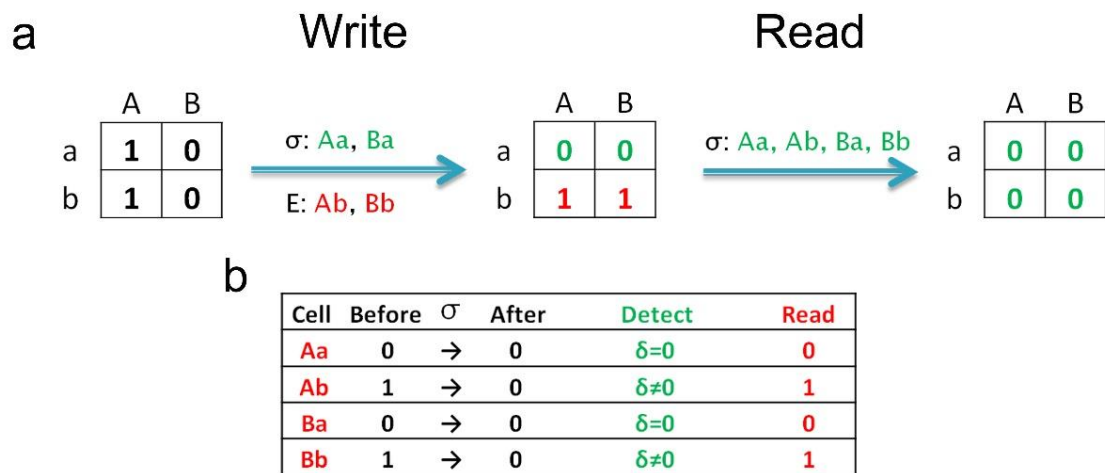 a Write Read
A B
a 1 0
b 1 0
σ: Aa, Ba
E: Ab, Bb
A B
a 0 0
b 1 1
σ: Aa, Ab, Ba, Bb
A B
a 0 0
b 0 0
b
Cell Before σ After Detect Read
Aa 0 → 0 δ=0 0
Ab 1 → 0 δ≠0 1
Ba 0 → 0 δ=0 0
Bb 1 → 0 δ≠0 1